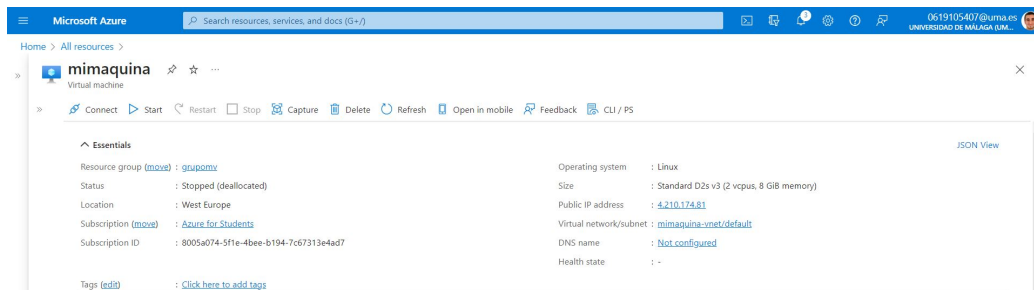 Microsoft Azure
Search resources, services, and docs (G+/)
3
0619105407@uma.es
UNIVERSIDAD DE MÁLAGA (UM...
Home > All resources >
mimaquina
Virtual machine
Connect Start Restart Stop Capture Delete Refresh Open in mobile Feedback CLI / PS
Essentials
JSON View
Resource group (move) : grupomv
Status : Stopped (deallocated)
Location : West Europe
Subscription (move) : Azure for Students
Subscription ID : 8005a074-5f1e-4bee-b194-7c67313e4ad7
Operating system : Linux
Size : Standard D2s v3 (2 vcpus, 8 GiB memory)
Public IP address : 4.210.174.81
Virtual network/subnet : mimaquina-vnet/default
DNS name : Not configured
Health state : -
Tags (edit) : Click here to add tags